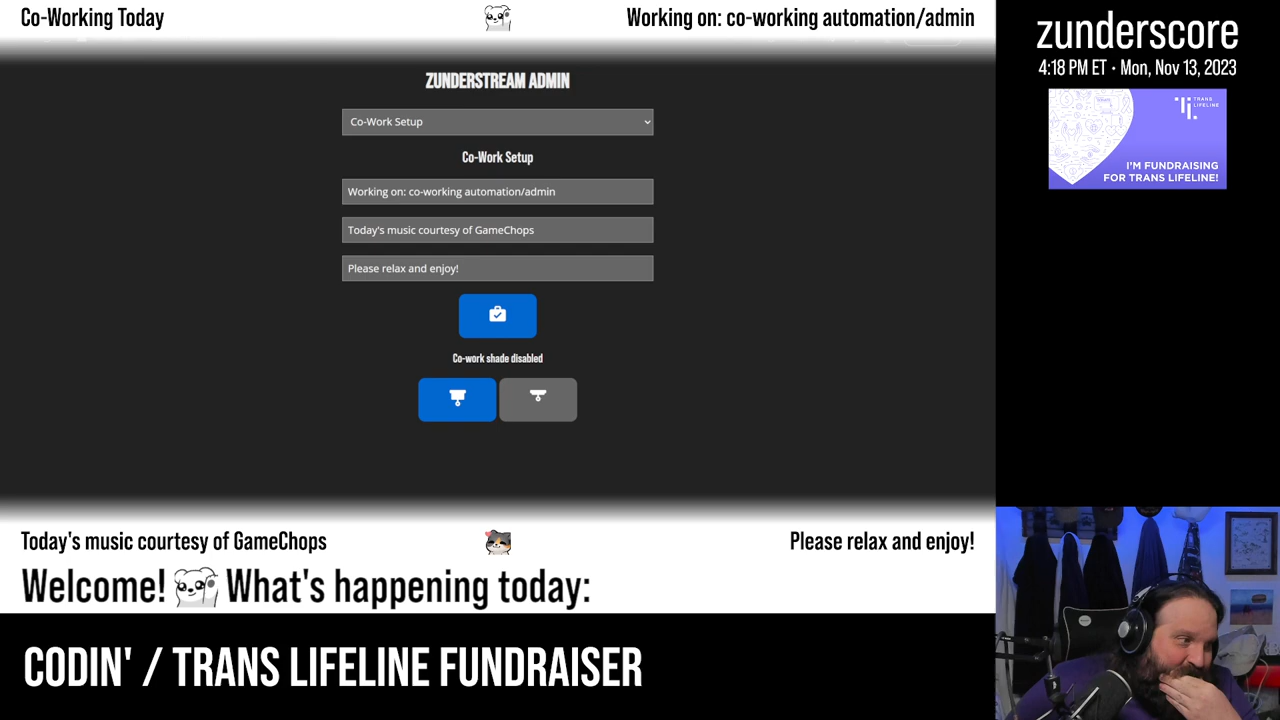 Co-Working Today
Working on: co-working automation/admin
ZUNDERSTREAM ADMIN
Co-Work Setup
Co-Work Setup
Working on: co-working automation/admin
Today's music courtesy of GameChops
Please relax and enjoy!
Co-work shade disabled
Today's music courtesy of GameChops
Please relax and enjoy!
Welcome! What's happening today:
CODIN' / TRANS LIFELINE FUNDRAISER
zunderscore
4:18 PM ET • Mon, Nov 13, 2023
TRANS
LIFELINE
I'M FUNDRAISING
FOR TRANS LIFELINE!